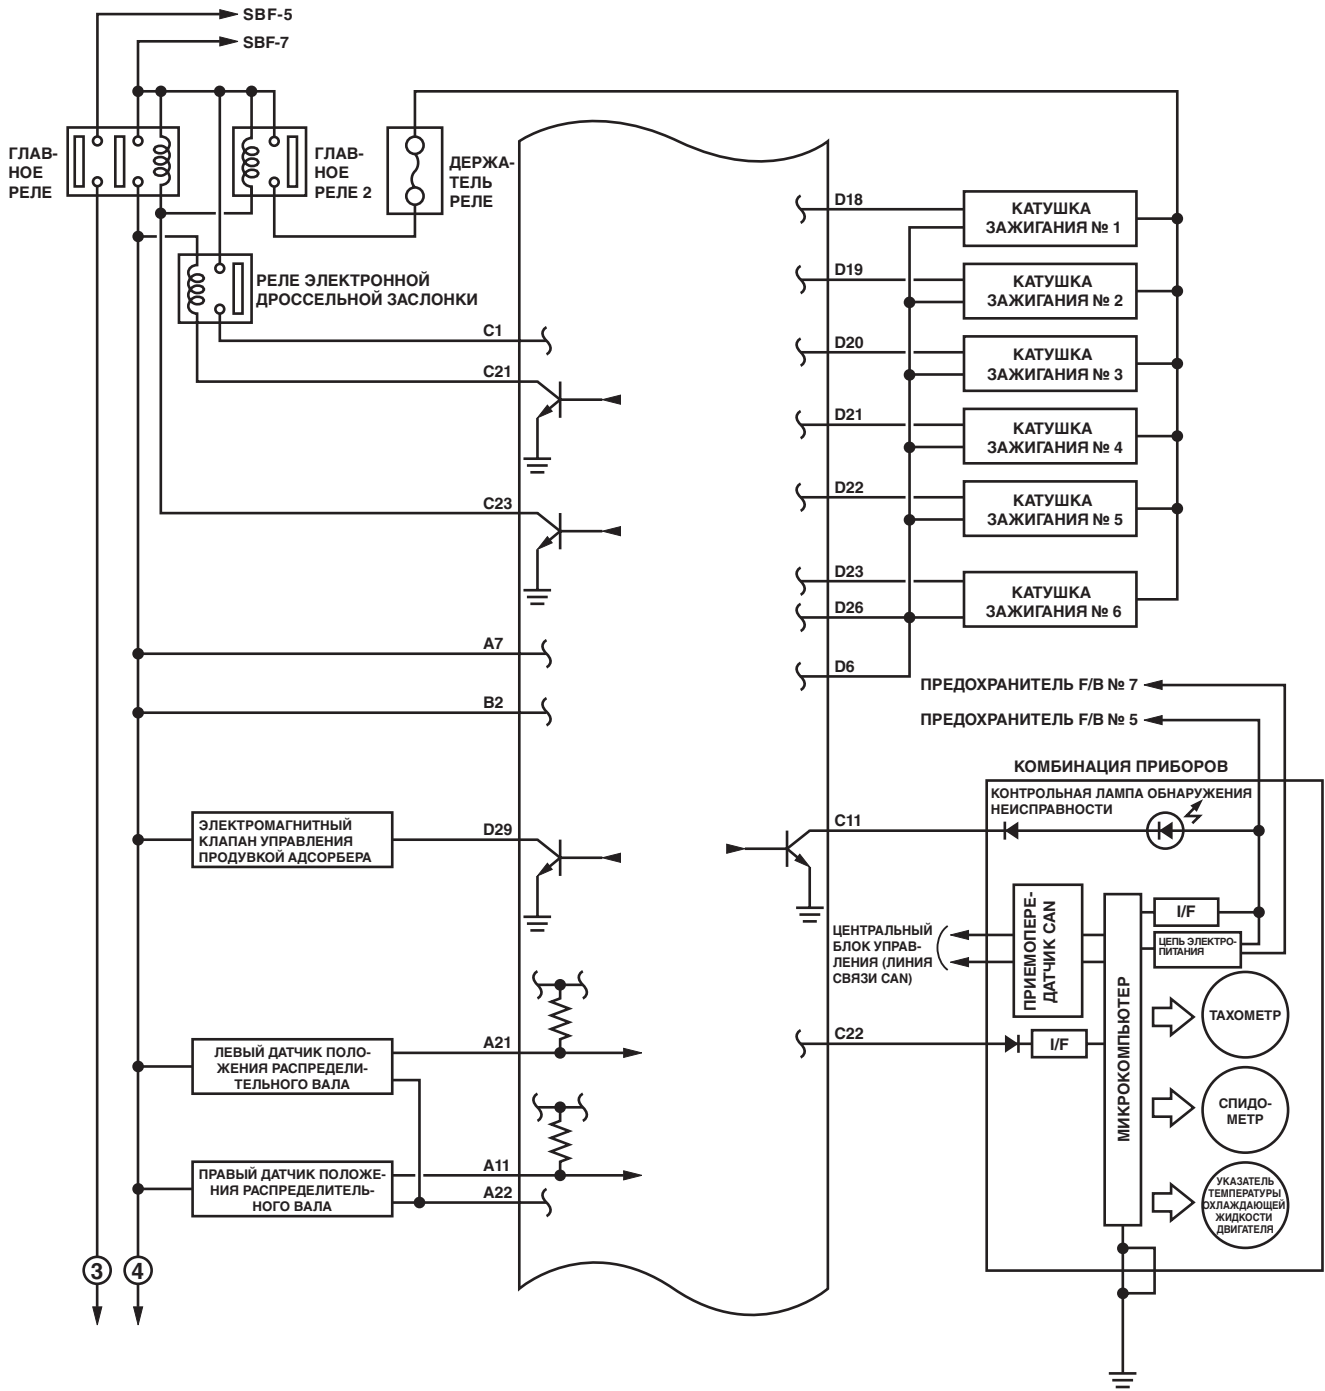 SBF-5
SBF-7
ГЛАВ-
НОЕ
РЕЛЕ
ГЛАВ-
НОЕ
РЕЛЕ 2
ДЕРЖА-
ТЕЛЬ
РЕЛЕ
РЕЛЕ ЭЛЕКТРОННОЙ
ДРОССЕЛЬНОЙ ЗАСЛОНКИ
C1
C21
C23
A7
B2
ЭЛЕКТРОМАГНИТНЫЙ
КЛАПАН УПРАВЛЕНИЯ
ПРОДУВКОЙ АДСОРБЕРА
D29
ЛЕВЫЙ ДАТЧИК ПОЛО-
ЖЕНИЯ РАСПРЕДЕЛИ-
ТЕЛЬНОГО ВАЛА
A21
ПРАВЫЙ ДАТЧИК ПОЛОЖЕ-
НИЯ РАСПРЕДЕЛИТЕЛЬ-
НОГО ВАЛА
A11
A22
3
4
D18
КАТУШКА
ЗАЖИГАНИЯ № 1
D19
КАТУШКА
ЗАЖИГАНИЯ № 2
D20
КАТУШКА
ЗАЖИГАНИЯ № 3
D21
КАТУШКА
ЗАЖИГАНИЯ № 4
D22
КАТУШКА
ЗАЖИГАНИЯ № 5
D23
D26
КАТУШКА
ЗАЖИГАНИЯ № 6
D6
ПРЕДОХРАНИТЕЛЬ F/B № 7
ПРЕДОХРАНИТЕЛЬ F/B № 5
КОМБИНАЦИЯ ПРИБОРОВ
КОНТРОЛЬНАЯ ЛАМПА ОБНАРУЖЕНИЯ
НЕИСПРАВНОСТИ
C11
ЦЕНТРАЛЬНЫЙ
БЛОК УПРАВ-
ЛЕНИЯ (ЛИНИЯ
СВЯЗИ CAN)
ПРИЕМОПЕРЕ-
ДАТЧИК CAN
МИКРОКОМПЬЮТЕР
I/F
ЦЕПЬ ЭЛЕКТРО-
ПИТАНИЯ
C22
I/F
ТАХОМЕТР
СПИДО-
МЕТР
УКАЗАТЕЛЬ
ТЕМПЕРАТУРЫ
ОХЛАЖДАЮЩЕЙ
ЖИДКОСТИ
ДВИГАТЕЛЯ